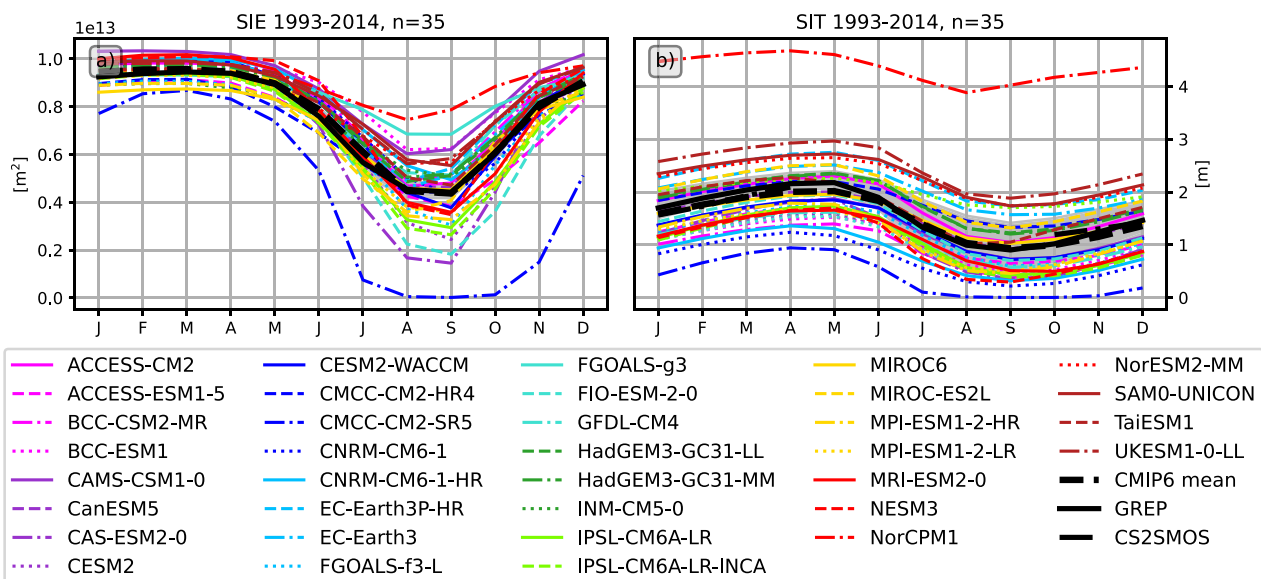 SIE 1993-2014, n=35
SIT 1993-2014, n=35
1e13
a)
b)
[m²]
1.0
0.8
0.6
0.4
0.2
0.0
J F M A M J J A S O N D
[m]
4
3
2
1
0
J F M A M J J A S O N D
ACCESS-CM2
ACCESS-ESM1-5
BCC-CSM2-MR
BCC-ESM1
CAMS-CSM1-0
CanESM5
CAS-ESM2-0
CESM2
CESM2-WACCM
CMCC-CM2-HR4
CMCC-CM2-SR5
CNRM-CM6-1
CNRM-CM6-1-HR
EC-Earth3P-HR
EC-Earth3
FGOALS-f3-L
FGOALS-g3
FIO-ESM-2-0
GFDL-CM4
HadGEM3-GC31-LL
HadGEM3-GC31-MM
INM-CM5-0
IPSL-CM6A-LR
IPSL-CM6A-LR-INCA
MIROC6
MIROC-ES2L
MPI-ESM1-2-HR
MPI-ESM1-2-LR
MRI-ESM2-0
NESM3
NorCPM1
NorESM2-MM
SAM0-UNICON
TaiESM1
UKESM1-0-LL
CMIP6 mean
GREP
CS2SMOS